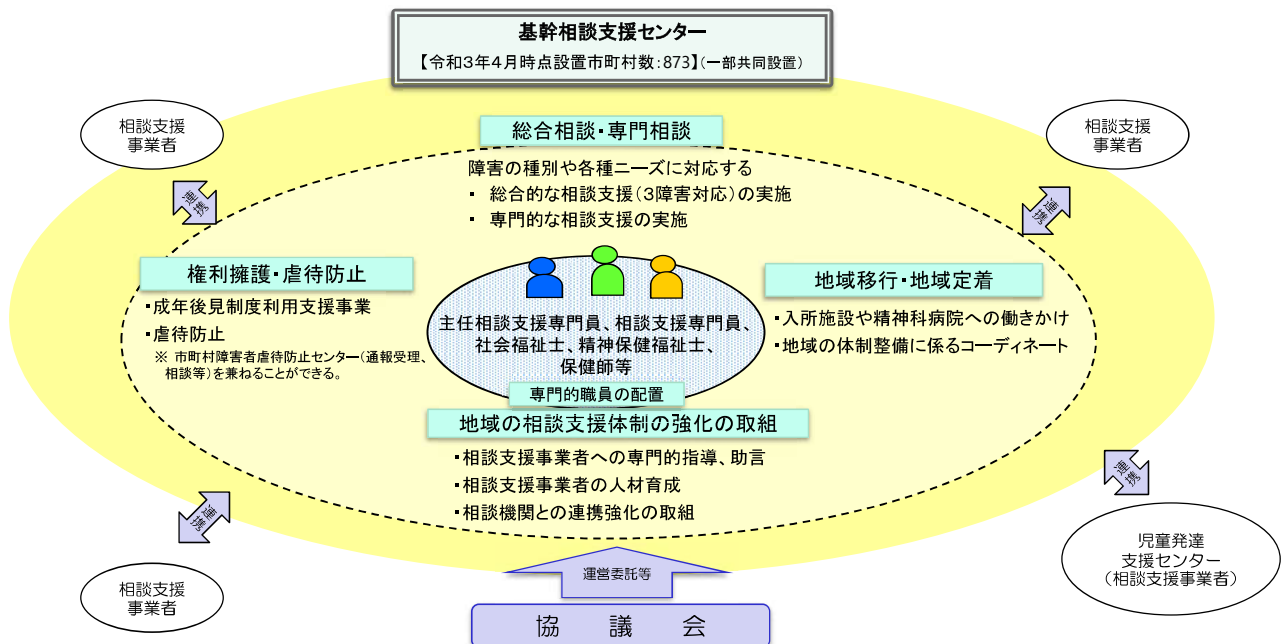 基幹相談支援センター
【令和3年4月時点設置市町村数:873】(一部共同設置)
相談支援
事業者
相談支援
事業者
連携
連携
総合相談・専門相談
障害の種別や各種ニーズに対応する
・ 総合的な相談支援(3障害対応)の実施
・ 専門的な相談支援の実施
権利擁護・虐待防止
・成年後見制度利用支援事業
・虐待防止
※ 市町村障害者虐待防止センター(通報受理、
相談等)を兼ねることができる。
主任相談支援専門員、相談支援専門員、
社会福祉士、精神保健福祉士、
保健師等
専門的職員の配置
地域移行・地域定着
・入所施設や精神科病院への働きかけ
・地域の体制整備に係るコーディネート
地域の相談支援体制の強化の取組
・相談支援事業者への専門的指導、助言
・相談支援事業者の人材育成
・相談機関との連携強化の取組
連携
連携
相談支援
事業者
児童発達
支援センター
(相談支援事業者)
運営委託等
協 議 会